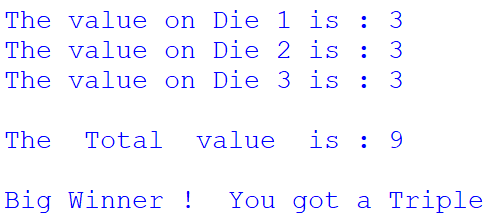 The value on Die 1 is : 3
The value on Die 2 is : 3
The value on Die 3 is : 3
The  Total  value  is : 9
Big Winner !  You got a Triple